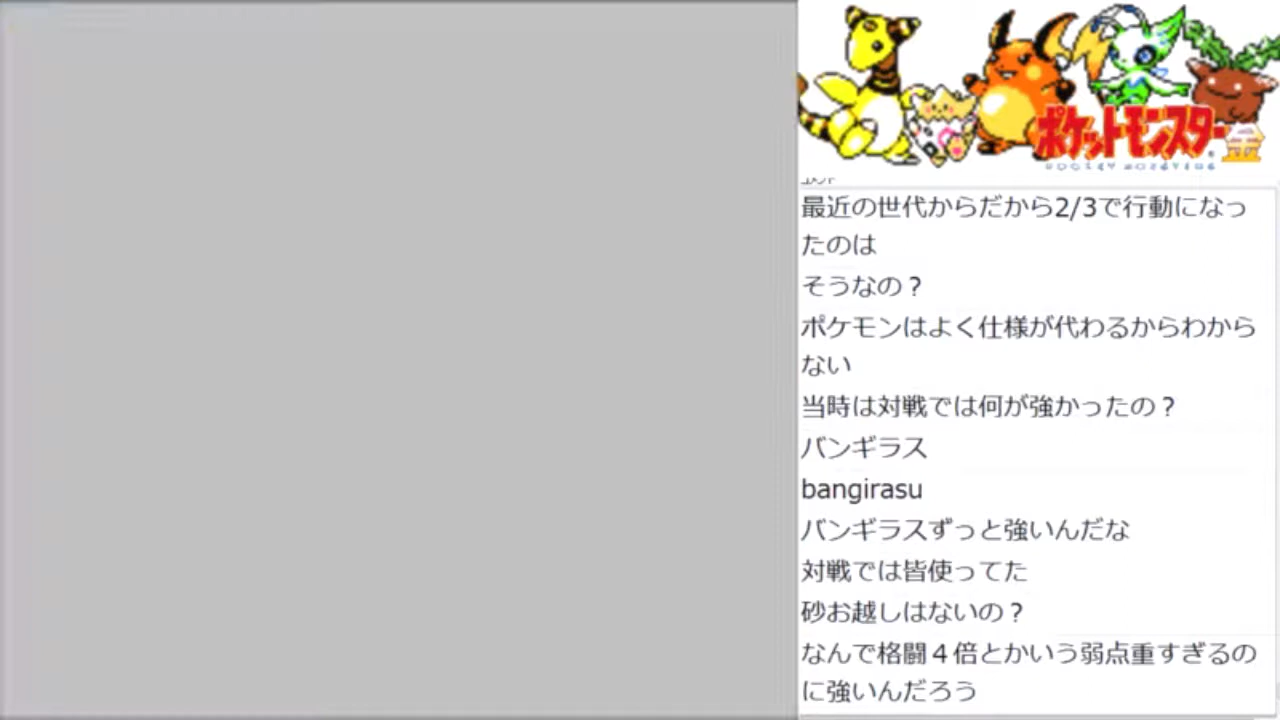 ポケットモンスター
最近の世代からだから2/3で行動になっ
たのは
そうなの？
ポケモンはよく仕様が代わるからわから
ない
当時は対戦では何が強かったの？
バンギラス
bangirasu
バンギラスずっと強いんだな
対戦では皆使ってた
砂お越しはないの？
なんで格闘４倍とかいう弱点重すぎるの
に強いんだろう